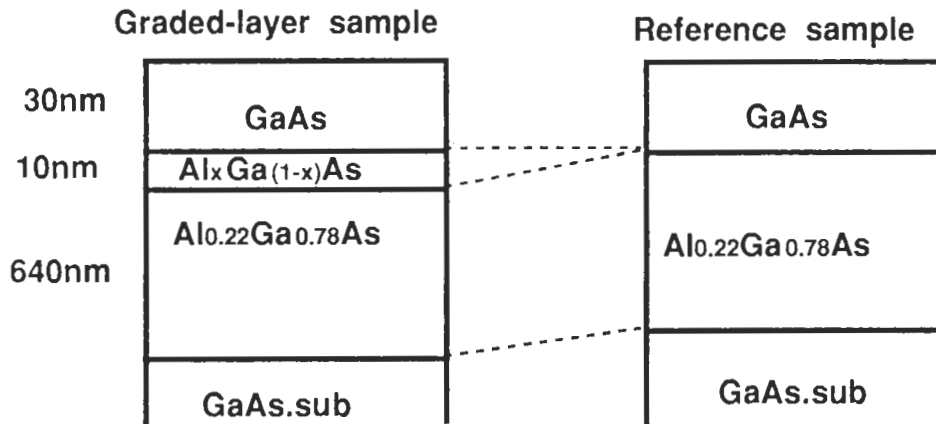 Graded-layer sample
Reference sample
30nm
GaAs
GaAs
10nm
AlxGa(1-x)As
Al0.22Ga0.78As
Al0.22Ga0.78As
640nm
GaAs.sub
GaAs.sub